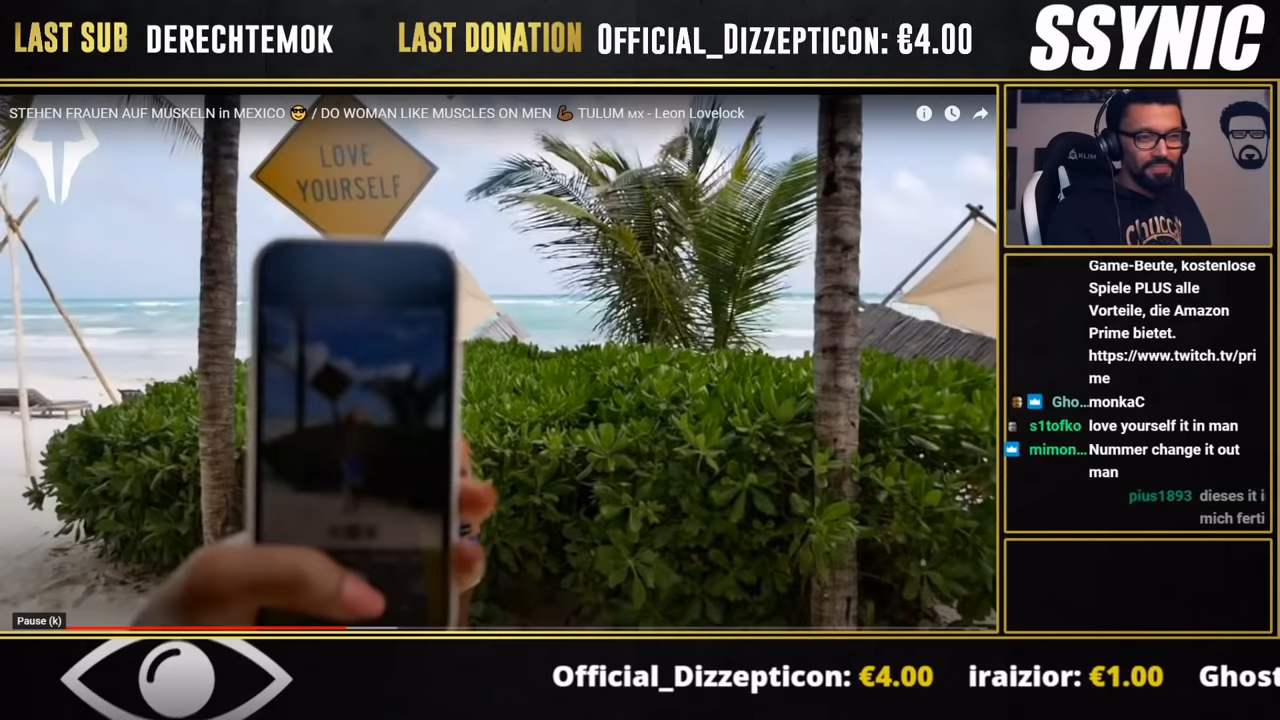 LAST SUB DERECHTEMOK LAST DONATION OFFICIAL_DIZZEPTICON: €4.00
SSYNIC
STEHEN FRAUEN AUF MUSKELN in MEXICO 😎 / DO WOMAN LIKE MUSCLES ON MEN 💪🏾 TULUM MX - Leon Lovelock
LOVE
YOURSELF
KLIM
Game-Beute, kostenlose
Spiele PLUS alle
Vorteile, die Amazon
Prime bietet.
https://www.twitch.tv/pri
me
Gho...monkaC
s1tofko love yourself it in man
mimon...Nummer change it out
man
pius1893 dieses it i
mich ferti
Pause (k)
Official_Dizzepticon: €4.00 iraizior: €1.00 Ghost